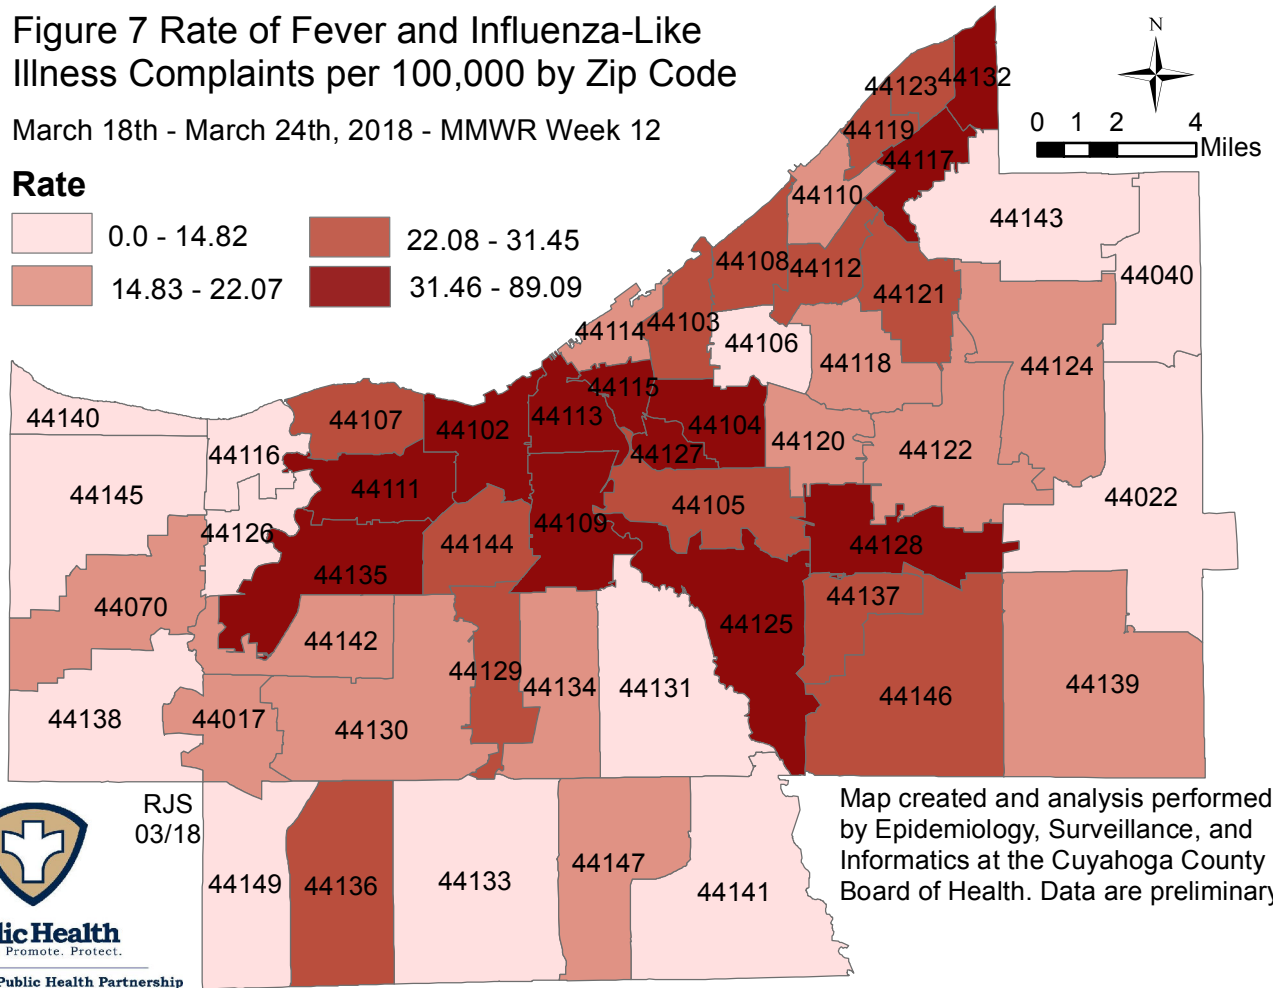 Figure 7 Rate of Fever and Influenza-Like
Illness Complaints per 100,000 by Zip Code
March 18th - March 24th, 2018 - MMWR Week 12
Rate
0.0 - 14.82
22.08 - 31.45
14.83 - 22.07
31.46 - 89.09
N
0 1 2 4
Miles
44123
44132
44119
44117
44110
44143
44108
44112
44040
44121
44114
44103
44106
44118
44124
44115
44140
44107
44102
44113
44104
44116
44127
44120
44122
44145
44111
44105
44022
44126
44109
44144
44128
44135
44070
44137
44142
44125
44129
44134
44131
44139
44138
44017
44130
44146
RJS
03/18
44149
44136
44133
44147
44141
Map created and analysis performed
by Epidemiology, Surveillance, and
Informatics at the Cuyahoga County
Board of Health. Data are preliminary
lic Health
Promote. Protect.
Public Health Partnership